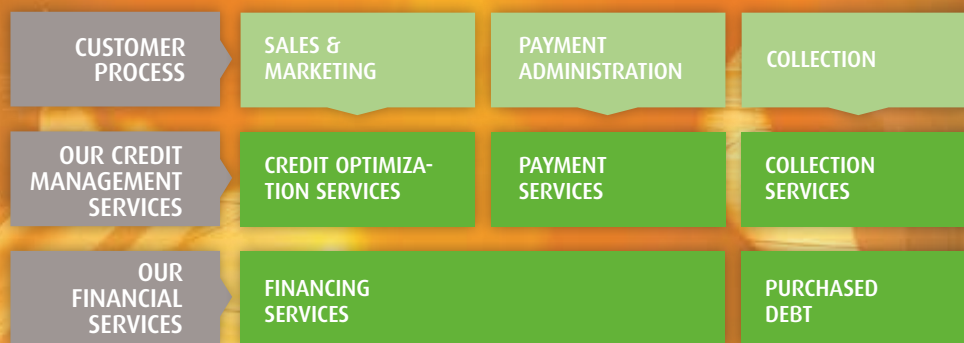 CUSTOMER
PROCESS
SALES &
MARKETING
PAYMENT
ADMINISTRATION
COLLECTION
OUR CREDIT
MANAGEMENT
SERVICES
CREDIT OPTIMIZA-
TION SERVICES
PAYMENT
SERVICES
COLLECTION
SERVICES
OUR
FINANCIAL
SERVICES
FINANCING
SERVICES
PURCHASED
DEBT